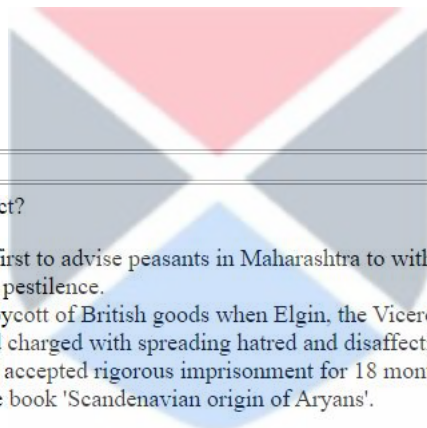 ct?
irst to advise peasants in Maharashtra to with
pestilence.
ycott of British goods when Elgin, the Vicer
charged with spreading hatred and disaffect
accepted rigorous imprisonment for 18 mon
e book 'Scandenavian origin of Aryans'.